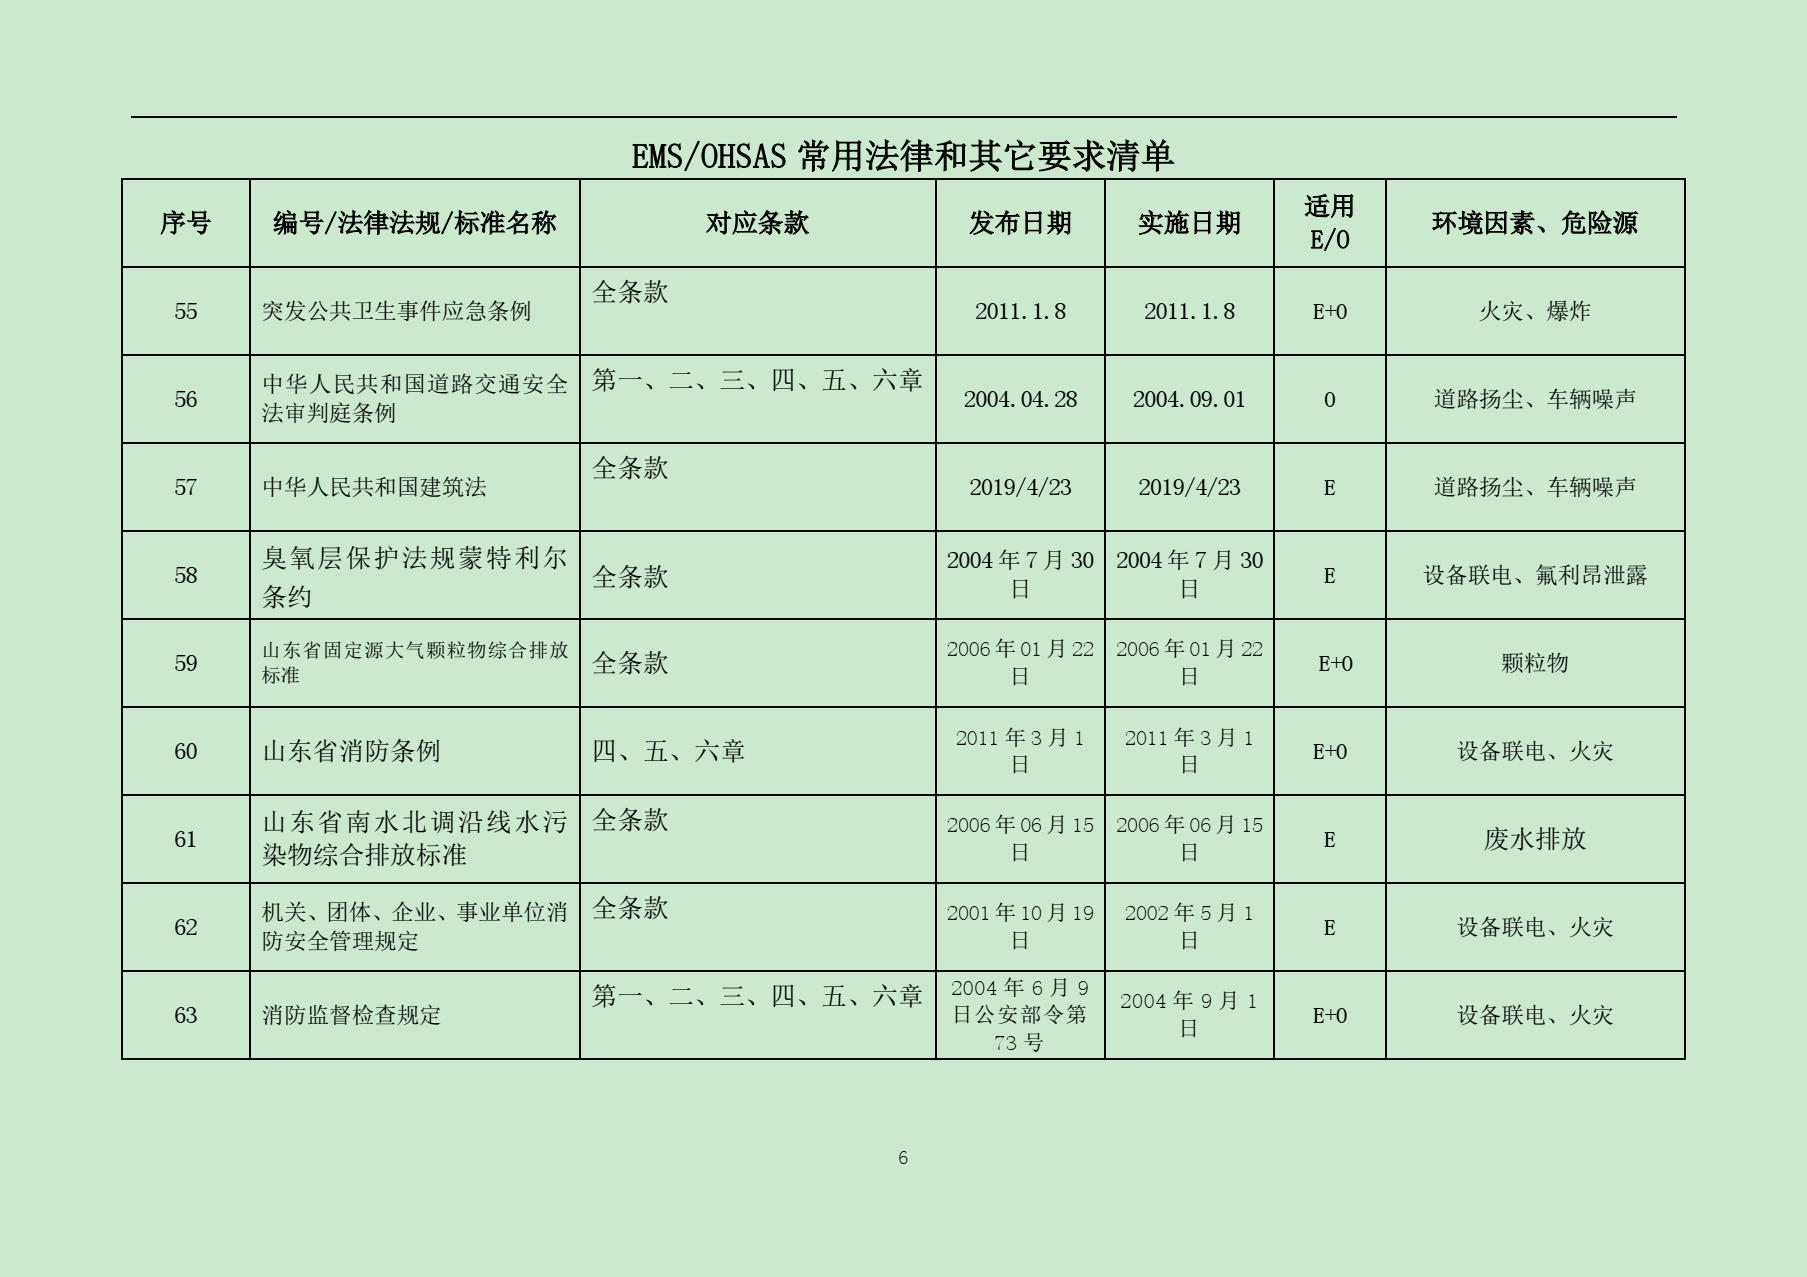 EMS/OHSAS 常用法律和其它要求清单
序号 编号/法律法规/标准名称 对应条款 发布日期 实施日期 适用 E/O 环境因素、危险源
55 突发公共卫生事件应急条例 全条款 2011.1.8 2011.1.8 E+O 火灾、爆炸
56 中华人民共和国道路交通安全 第一、二、三、四、五、六章 2004.04.28 2004.09.01 O 道路扬尘、车辆噪声
法审判庭条例
57 中华人民共和国建筑法 全条款 2019/4/23 2019/4/23 E 道路扬尘、车辆噪声
58 臭氧层保护法规蒙特利尔 全条款 2004 年 7 月 30 2004 年 7 月 30 E 设备联电、氟利昂泄露
条约 日 日
59 山东省固定源大气颗粒物综合排放 全条款 2006 年 01 月 22 2006 年 01 月 22 E+O 颗粒物
标准 日 日
60 山东省消防条例 四、五、六章 2011 年 3 月 1 2011 年 3 月 1 E+O 设备联电、火灾
日 日
61 山东省南水北调沿线水污 全条款 2006 年 06 月 15 2006 年 06 月 15 E 废水排放
染物综合排放标准 日 日
62 机关、团体、企业、事业单位消 全条款 2001 年 10 月 19 2002 年 5 月 1 E 设备联电、火灾
防安全管理规定 日 日
63 消防监督检查规定 第一、二、三、四、五、六章 2004 年 6 月 9 2004 年 9 月 1 E+O 设备联电、火灾
日公安部令第 日
73 号
6